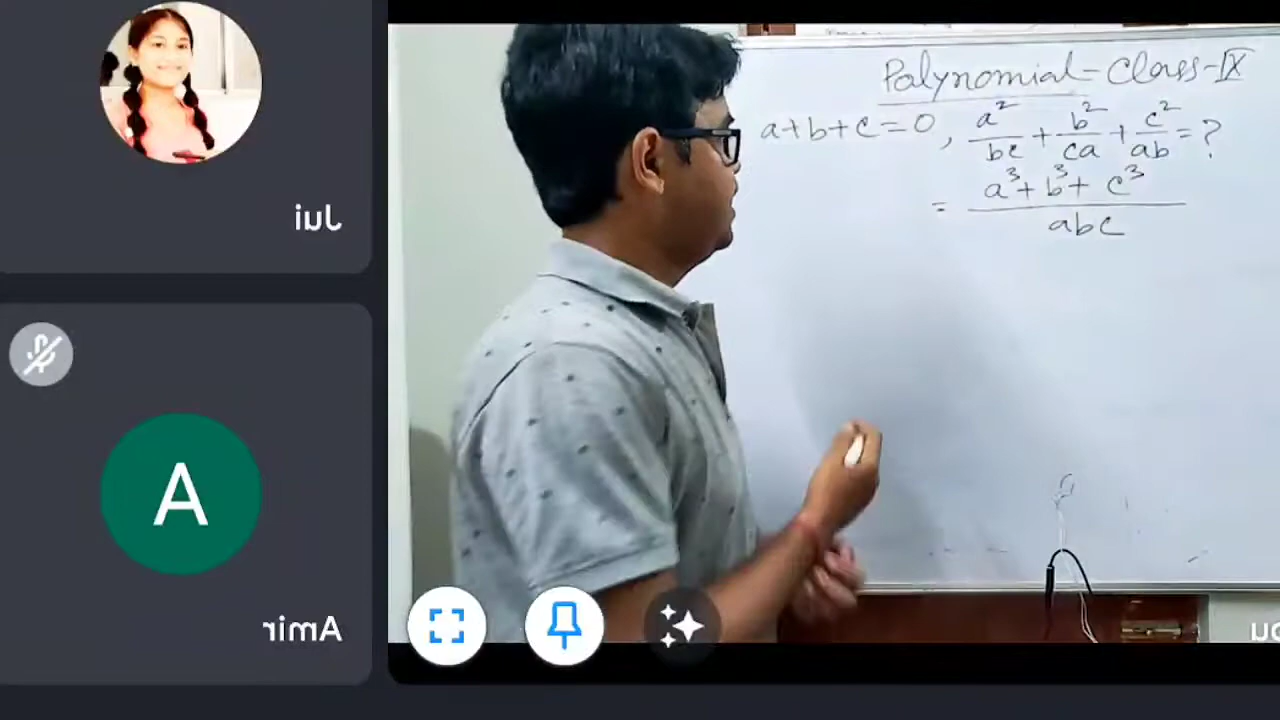 Polynomial - Class - IX
a+b+c=0, a²/bc + b²/ca + c²/ab = ?
= a³+b³+c³/abc
Jui
A
Amir